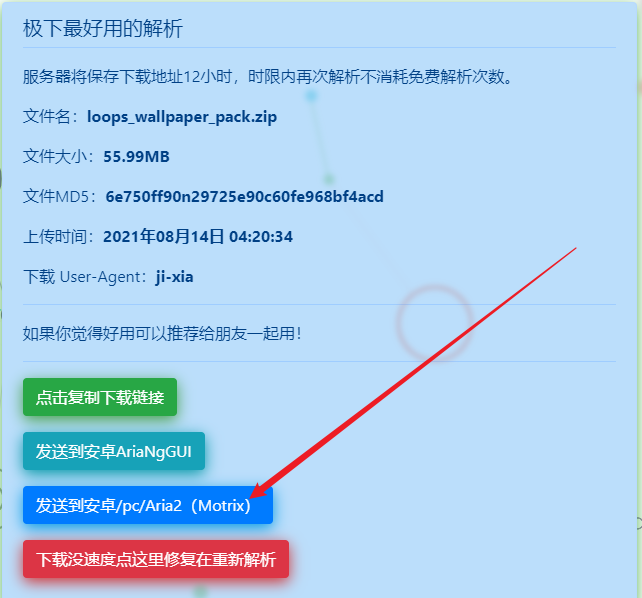 极下最好用的解析
服务器将保存下载地址12小时，时限内再次解析不消耗免费解析次数。
文件名：loops_wallpaper_pack.zip
文件大小：55.99MB
文件MD5：6e750ff90n29725e90c60fe968bf4acd
上传时间：2021年08月14日 04:20:34
下载 User-Agent：ji-xia
如果你觉得好用可以推荐给朋友一起用！
点击复制下载链接
发送到安卓AriaNgGUI
发送到安卓/pc/Aria2（Motrix）
下载没速度点这里修复在重新解析